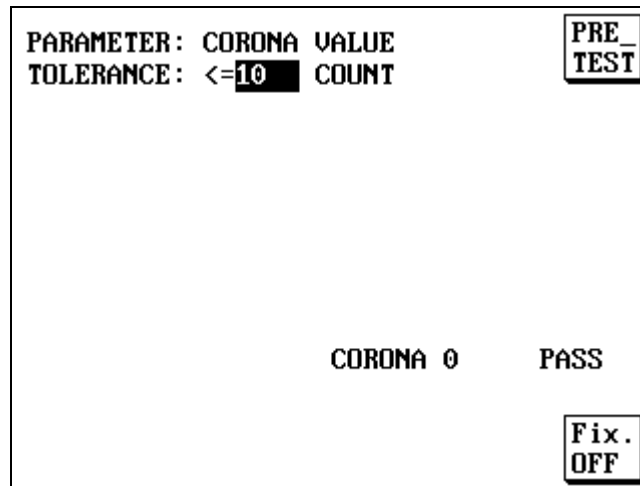 PARAMETER: CORONA VALUE
TOLERANCE: <=10 COUNT
PRE_
TEST
CORONA 0 PASS
Fix.
OFF